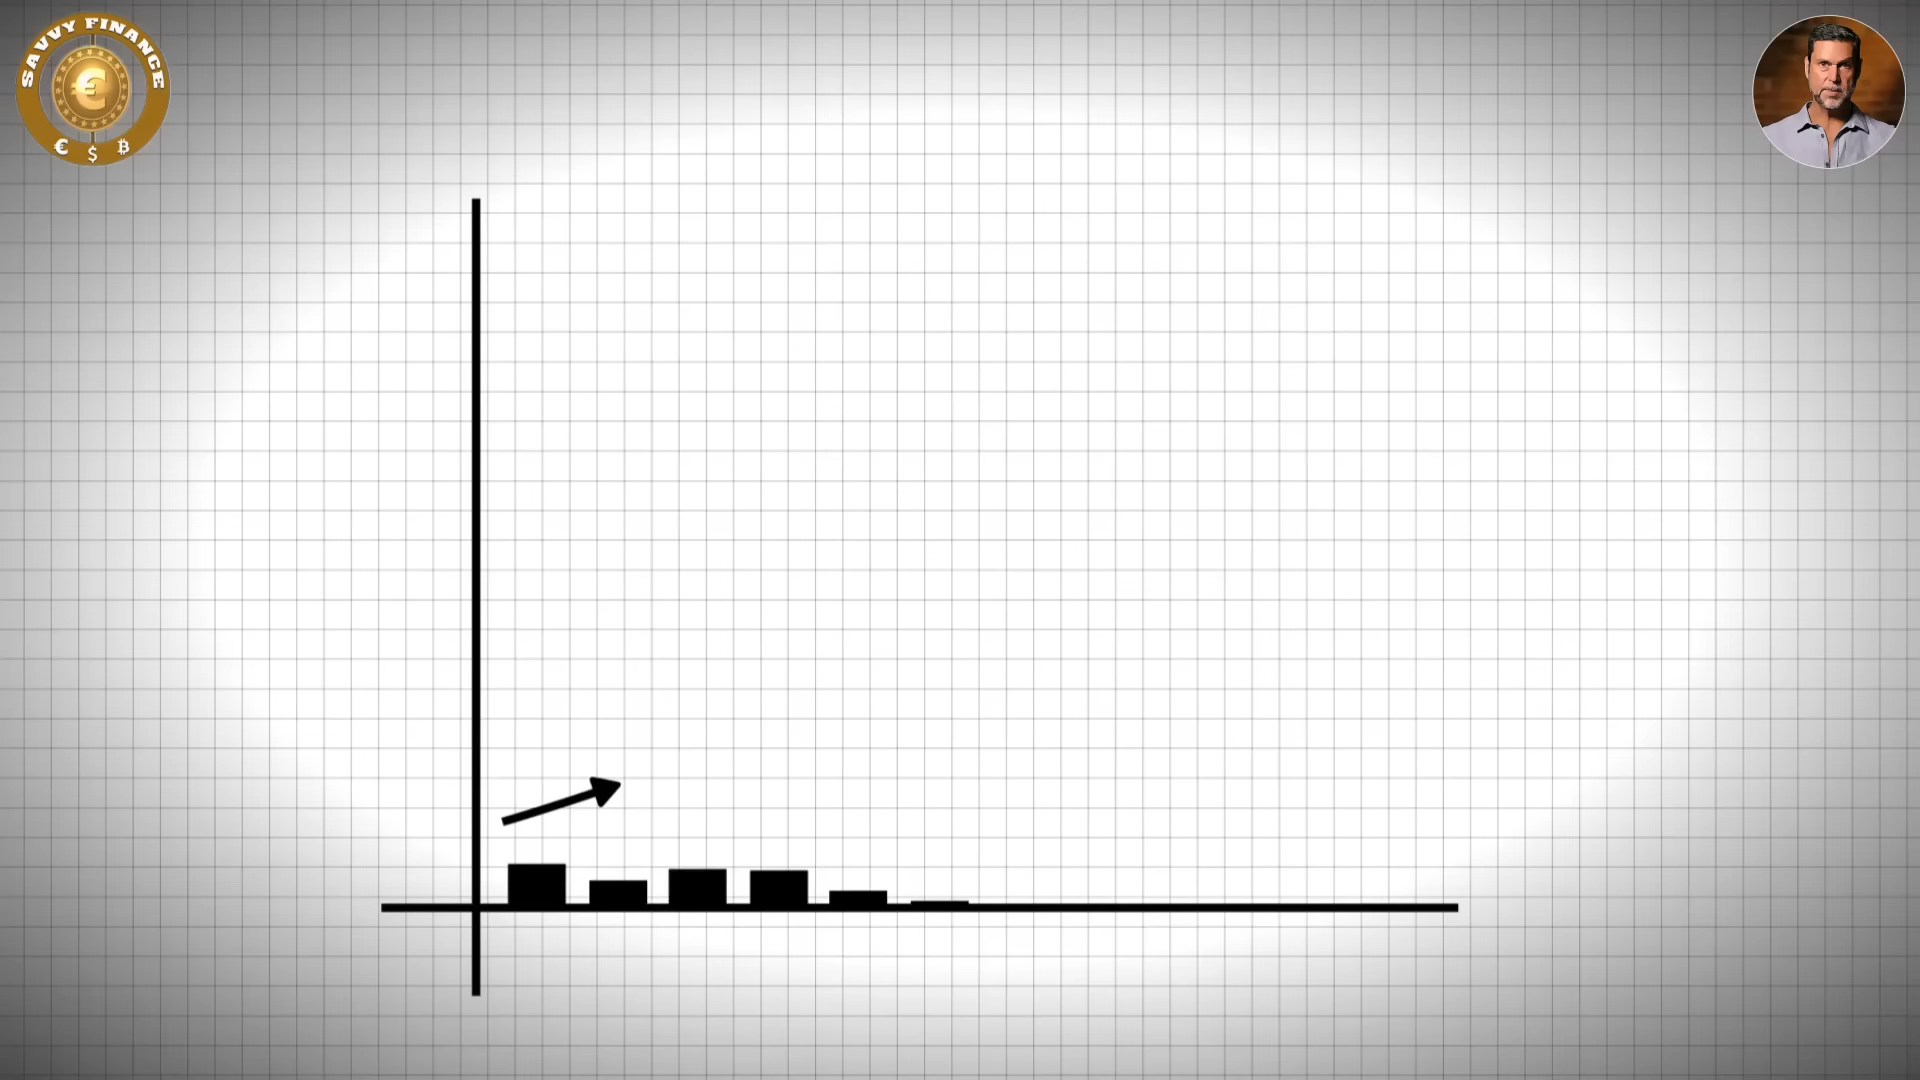 SAVVY FINANCE
€
€ $ ₿